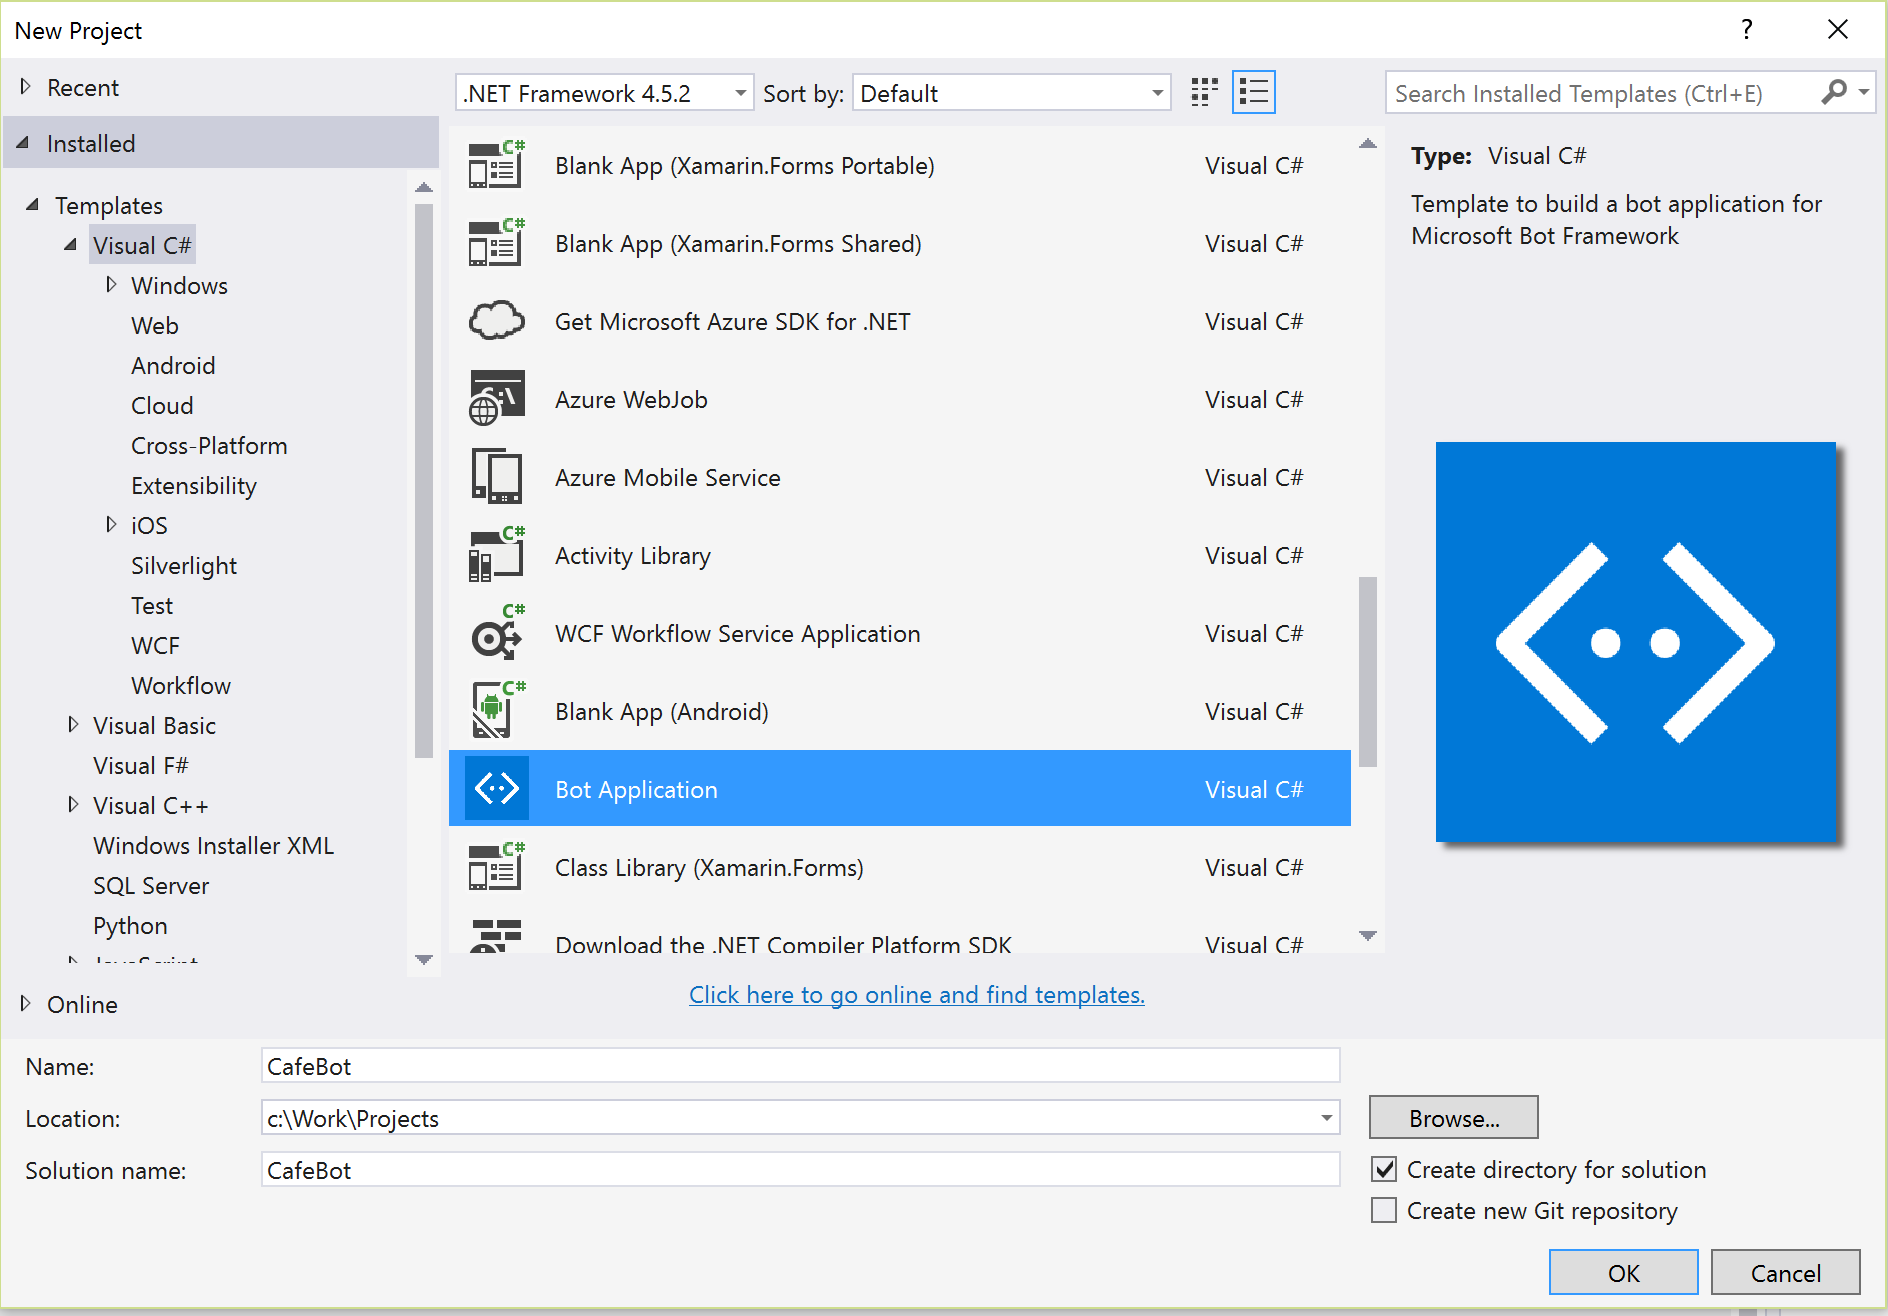 New Project
?
Recent
Installed
Templates
Visual C#
Windows
Web
Android
Cloud
Cross-Platform
Extensibility
iOS
Silverlight
Test
WCF
Workflow
Visual Basic
Visual F#
Visual C++
Windows Installer XML
SQL Server
Python
JavaScript
Online
.NET Framework 4.5.2
Sort by:
Default
Blank App (Xamarin.Forms Portable) Visual C#
Blank App (Xamarin.Forms Shared) Visual C#
Get Microsoft Azure SDK for .NET Visual C#
Azure WebJob Visual C#
Azure Mobile Service Visual C#
Activity Library Visual C#
WCF Workflow Service Application Visual C#
Blank App (Android) Visual C#
Bot Application Visual C#
Class Library (Xamarin.Forms) Visual C#
Download the .NET Compiler Platform SDK Visual C#
Click here to go online and find templates.
Search Installed Templates (Ctrl+E)
Type: Visual C#
Template to build a bot application for
Microsoft Bot Framework
Name: CafeBot
Location: c:\Work\Projects
Browse...
Solution name: CafeBot
Create directory for solution
Create new Git repository
OK
Cancel